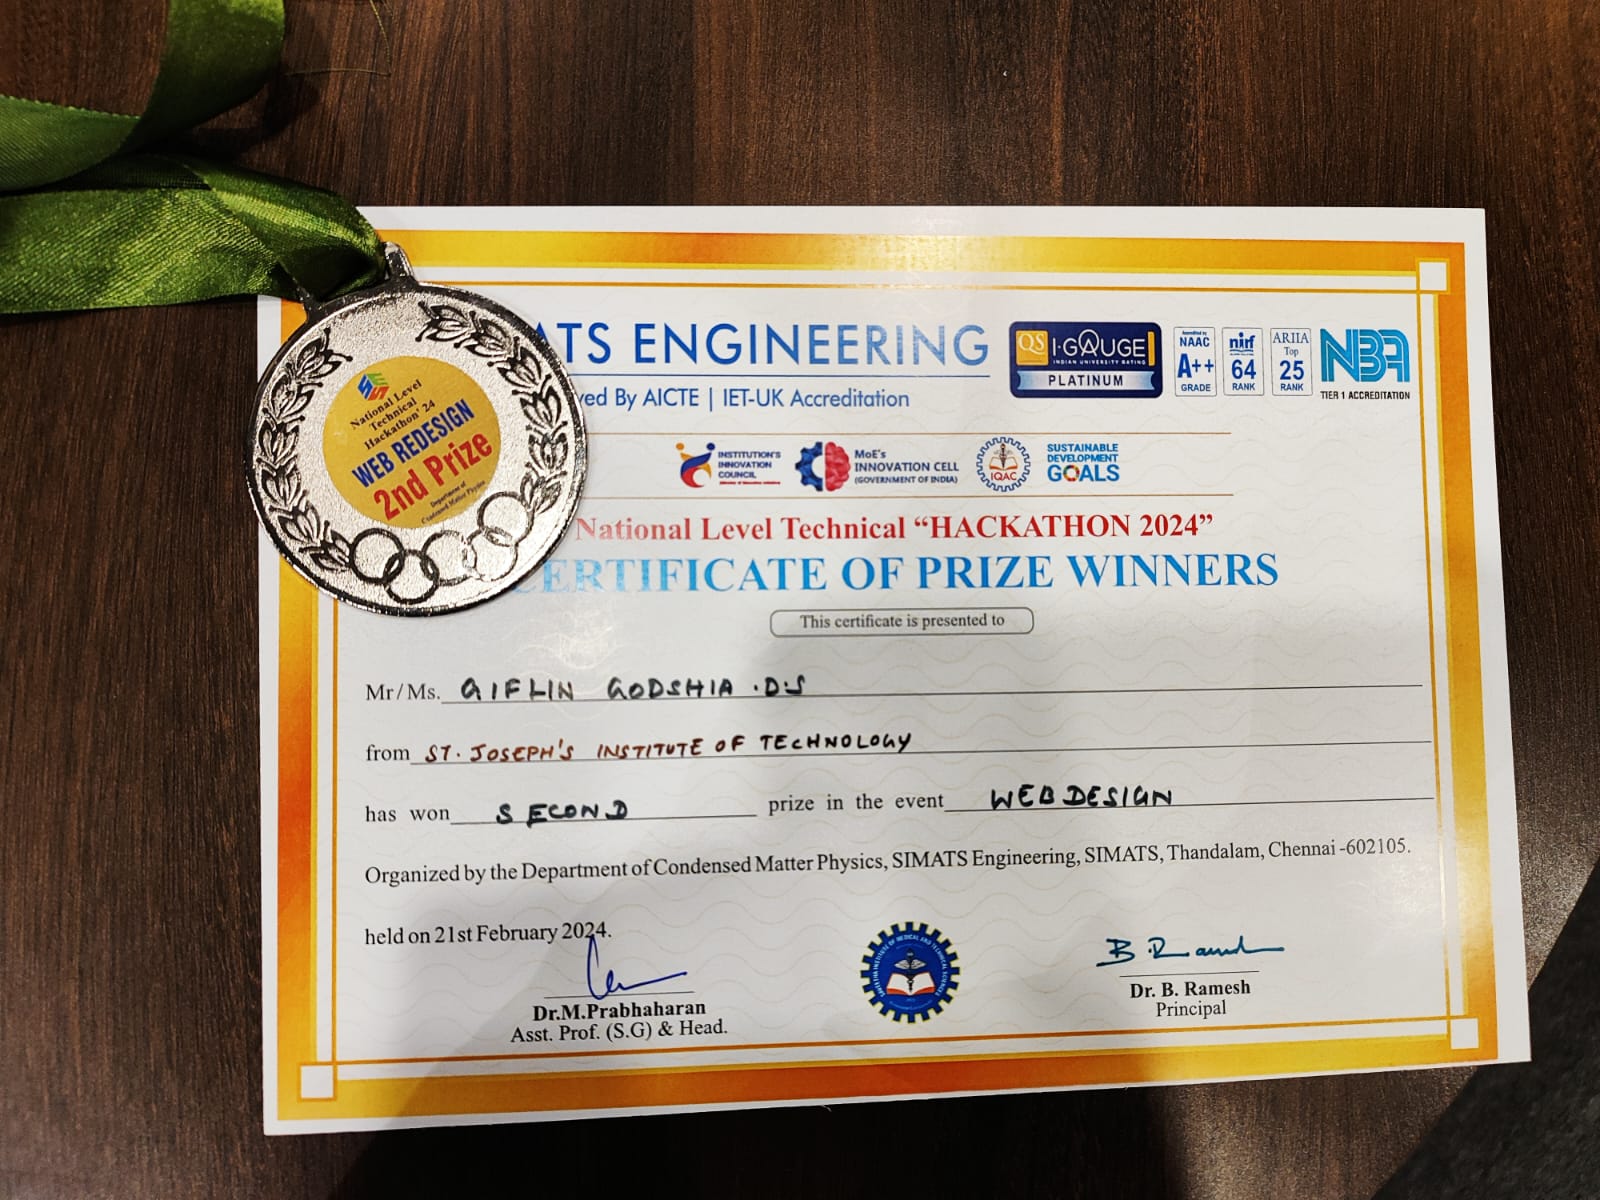 National Level
Technical
Hackathon' 24
WEB REDESIGN
2nd Prize
Department of
Condensed Matter Physics
ATS ENGINEERING
ved By AICTE | IET-UK Accreditation
QS I·GAUGE
INDIAN UNIVERSITY RATING
PLATINUM
Accredited by
NAAC
A++
GRADE
nirf
64
RANK
ARIIA
Top
25
RANK
NBA
TIER 1 ACCREDITATION
INSTITUTION'S
INNOVATION
COUNCIL
MoE's
INNOVATION CELL
(GOVERNMENT OF INDIA)
IQAC
SUSTAINABLE
DEVELOPMENT
GOALS
National Level Technical “HACKATHON 2024”
ERTIFICATE OF PRIZE WINNERS
This certificate is presented to
Mr/Ms. GIFLIN GODSHIA .D.S
from ST. JOSEPH'S INSTITUTE OF TECHNOLOGY
has won SECOND prize in the event WEB DESIGN
Organized by the Department of Condensed Matter Physics, SIMATS Engineering, SIMATS, Thandalam, Chennai -602105.
held on 21st February 2024.
B. Ramesh
Dr.M.Prabhaharan
Asst. Prof. (S.G) & Head.
Dr. B. Ramesh
Principal